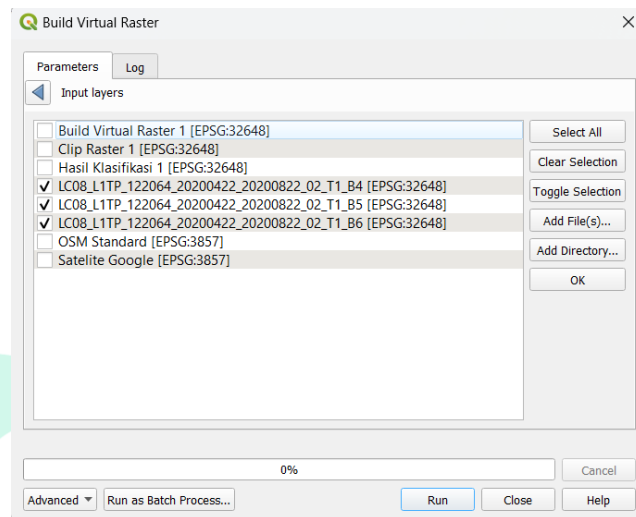 Build Virtual Raster
Parameters
Log
Input layers
Build Virtual Raster 1 [EPSG:32648]
Clip Raster 1 [EPSG:32648]
Hasil Klasifikasi 1 [EPSG:32648]
LC08_L1TP_122064_20200422_20200822_02_T1_B4 [EPSG:32648]
LC08_L1TP_122064_20200422_20200822_02_T1_B5 [EPSG:32648]
LC08_L1TP_122064_20200422_20200822_02_T1_B6 [EPSG:32648]
OSM Standard [EPSG:3857]
Satelite Google [EPSG:3857]
Select All
Clear Selection
Toggle Selection
Add File(s)...
Add Directory...
OK
0%
Cancel
Advanced
Run as Batch Process...
Run
Close
Help